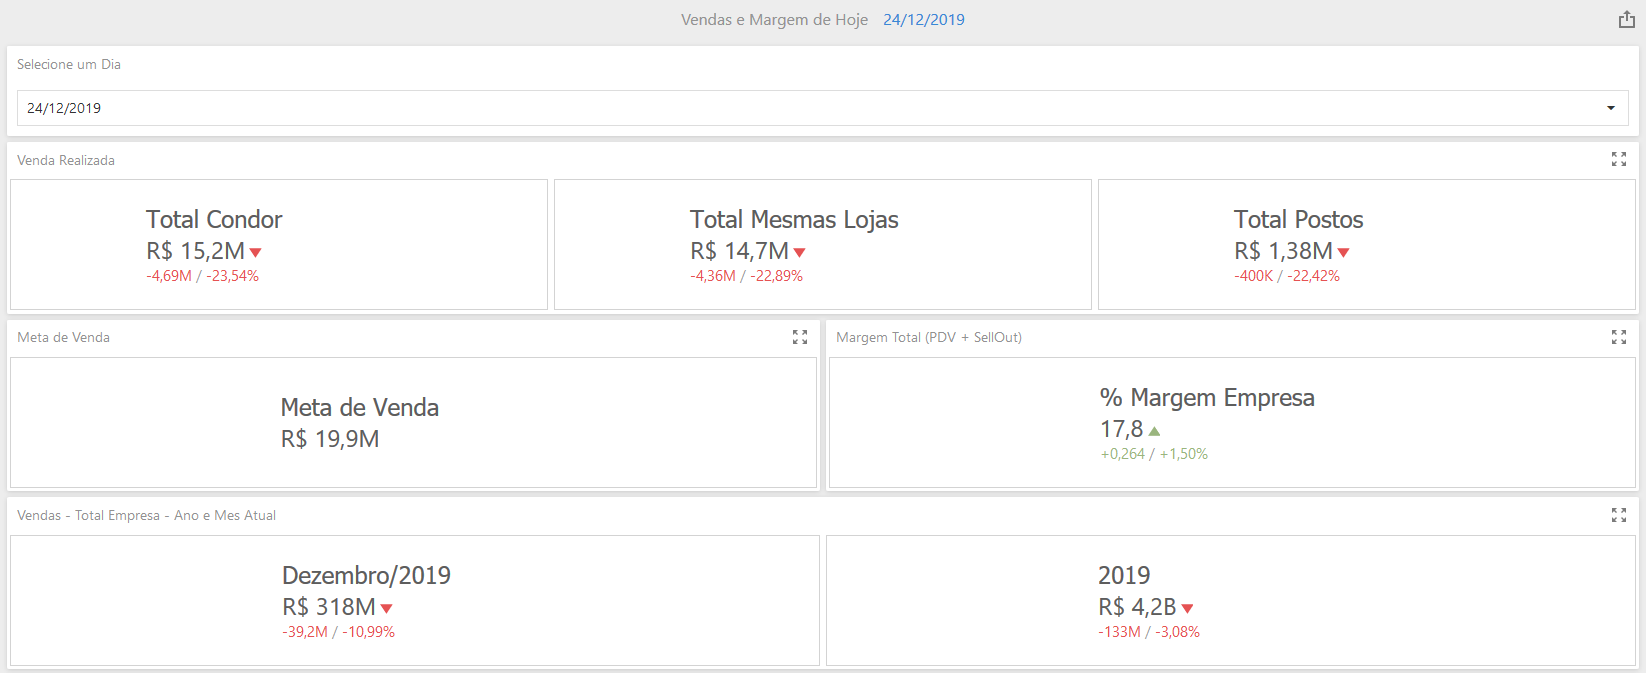 Vendas e Margem de Hoje 24/12/2019
Selecione um Dia
24/12/2019
Venda Realizada
Total Condor
R$ 15,2M
-4,69M / -23,54%
Total Mesmas Lojas
R$ 14,7M
-4,36M / -22,89%
Total Postos
R$ 1,38M
-400K / -22,42%
Meta de Venda
Meta de Venda
R$ 19,9M
Margem Total (PDV + SellOut)
% Margem Empresa
17,8
+0,264 / +1,50%
Vendas - Total Empresa - Ano e Mes Atual
Dezembro/2019
R$ 318M
-39,2M / -10,99%
2019
R$ 4,2B
-133M / -3,08%